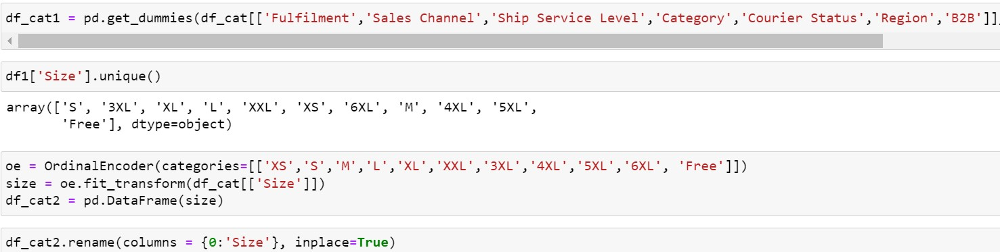 df_cat1 = pd.get_dummies(df_cat[['Fulfilment','Sales Channel','Ship Service Level','Category','Courier Status','Region','B2B']],
df1['Size'].unique()
array(['S', '3XL', 'XL', 'L', 'XXL', 'XS', '6XL', 'M', '4XL', '5XL',
       'Free'], dtype=object)
oe = OrdinalEncoder(categories=[['XS','S','M','L','XL','XXL','3XL','4XL','5XL','6XL', 'Free']])
size = oe.fit_transform(df_cat[['Size']])
df_cat2 = pd.DataFrame(size)
df_cat2.rename(columns = {0:'Size'}, inplace=True)